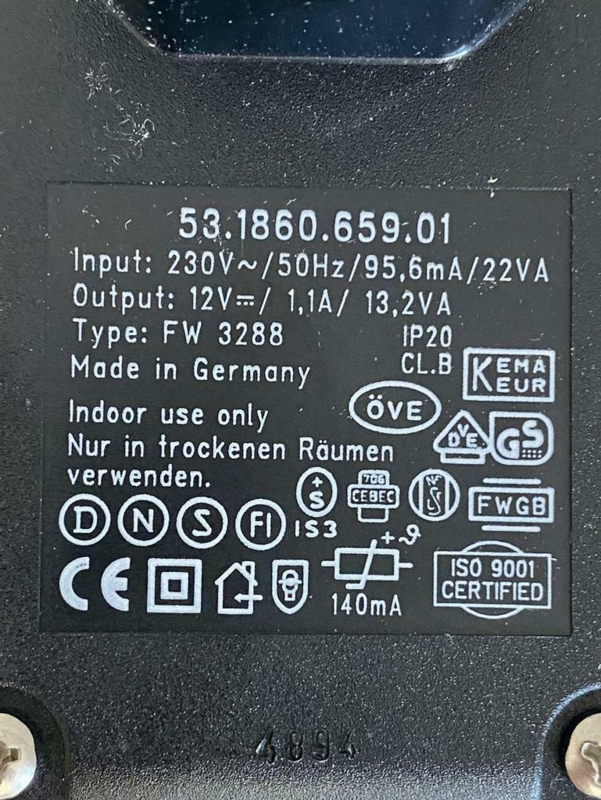 53.1860.659.01
Input: 230V~/50Hz/95,6mA/22VA
Output: 12V⎓/ 1,1A/ 13,2VA
Type: FW 3288
IP20
Made in Germany
CL.B
KEMA
KEUR
ÖVE
Indoor use only
VDE
GS
Nur in trockenen Räumen
verwenden.
+S
706
CEBEC
NF
FWGB
D N S FI
IS3
+ϑ
CE
140mA
ISO 9001
CERTIFIED
4894